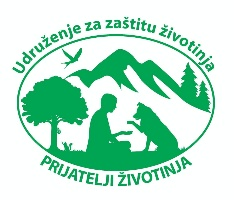 Udruženje za zaštitu životinja
PRIJATELJI ŽIVOTINJA